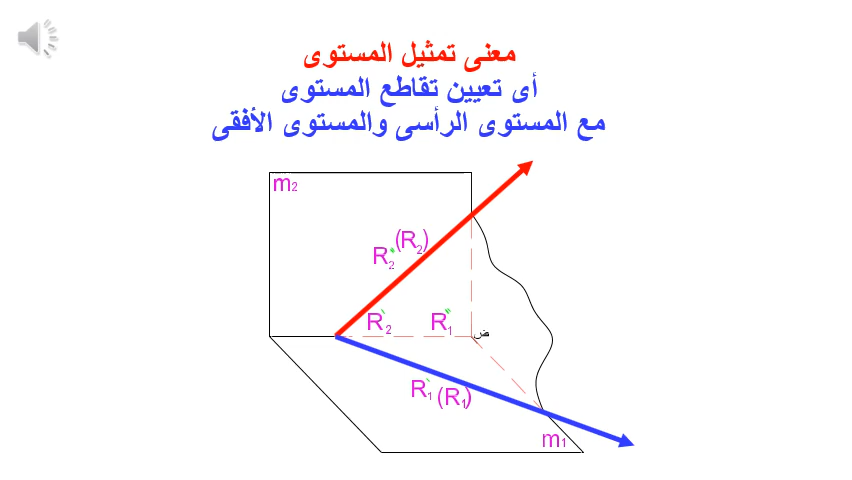 معنى تمثيل المستوى
أى تعيين تقاطع المستوى
مع المستوى الرأسى والمستوى الأفقى
m2
R2" (R2)
R2` R1"
ض
R1` (R1)
m1